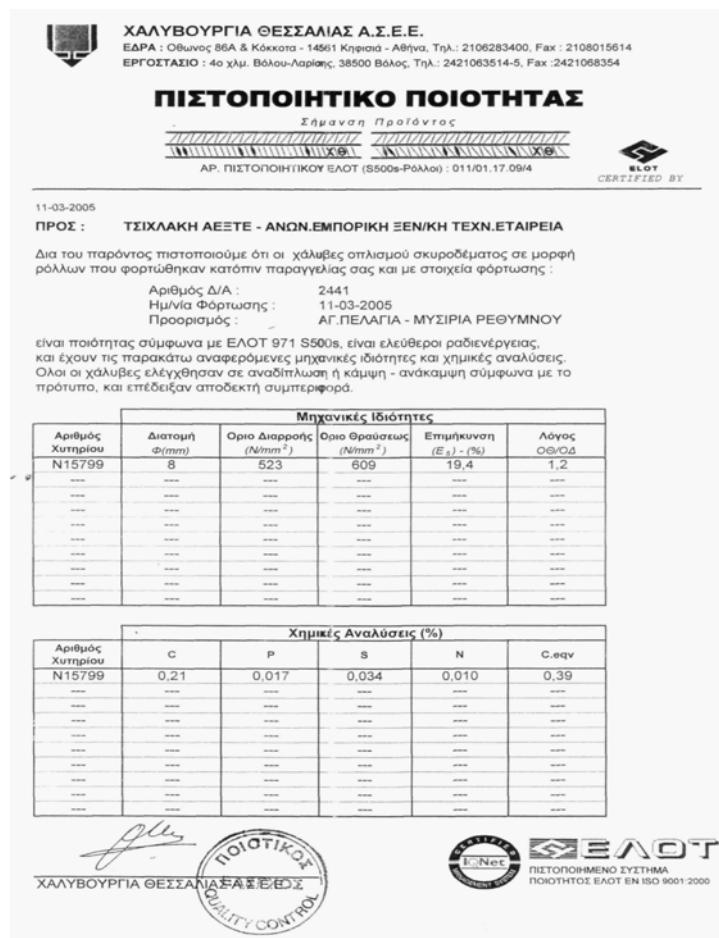 ΧΑΛΥΒΟΥΡΓΙΑ ΘΕΣΣΑΛΙΑΣ Α.Σ.Ε.Ε.
ΕΔΡΑ : Οθωνος 86Α & Κόκκοτα - 14561 Κηφισιά - Αθήνα, Τηλ.: 2106283400, Fax : 2108015614
ΕΡΓΟΣΤΑΣΙΟ : 4ο χλμ. Βόλου-Λαρίσης, 38500 Βόλος, Τηλ.: 2421063514-5, Fax :2421068354
ΠΙΣΤΟΠΟΙΗΤΙΚΟ ΠΟΙΟΤΗΤΑΣ
Σήμανση Προϊόντος
ΧΘ ΧΘ
ΑΡ. ΠΙΣΤΟΠΟΙΗΤΙΚΟΥ ΕΛΟΤ (S500s-Ρόλλοι) : 011/01.17.09/4
ΕΛΟΤ
CERTIFIED BY
11-03-2005
ΠΡΟΣ : ΤΣΙΧΛΑΚΗ ΑΕΞΤΕ - ΑΝΩΝ.ΕΜΠΟΡΙΚΗ ΞΕΝ/ΚΗ ΤΕΧΝ.ΕΤΑΙΡΕΙΑ
Δια του παρόντος πιστοποιούμε ότι οι χάλυβες οπλισμού σκυροδέματος σε μορφή
ρόλλων που φορτώθηκαν κατόπιν παραγγελίας σας και με στοιχεία φόρτωσης :
Αριθμός Δ/Α : 2441
Ημ/νία Φόρτωσης : 11-03-2005
Προορισμός : ΑΓ.ΠΕΛΑΓΙΑ - ΜΥΣΙΡΙΑ ΡΕΘΥΜΝΟΥ
είναι ποιότητας σύμφωνα με ΕΛΟΤ 971 S500s, είναι ελεύθεροι ραδιενέργειας,
και έχουν τις παρακάτω αναφερόμενες μηχανικές ιδιότητες και χημικές αναλύσεις.
Ολοι οι χάλυβες ελέγχθησαν σε αναδίπλωση ή κάμψη - ανάκαμψη σύμφωνα με το
πρότυπο, και επέδειξαν αποδεκτή συμπεριφορά.
Μηχανικές Ιδιότητες
Αριθμός Διατομή Οριο Διαρροής Οριο Θραύσεως Επιμήκυνση Λόγος
Χυτηρίου Φ(mm) (N/mm²) (N/mm²) (E₅) - (%) ΟΘ/ΟΔ
N15799 8 523 609 19,4 1,2
--- --- --- --- --- ---
--- --- --- --- --- ---
--- --- --- --- --- ---
--- --- --- --- --- ---
--- --- --- --- --- ---
--- --- --- --- --- ---
--- --- --- --- --- ---
--- --- --- --- --- ---
--- --- --- --- --- ---
Χημικές Αναλύσεις (%)
Αριθμός
Χυτηρίου C P S N C.eqv
N15799 0,21 0,017 0,034 0,010 0,39
--- --- --- --- --- ---
--- --- --- --- --- ---
--- --- --- --- --- ---
--- --- --- --- --- ---
--- --- --- --- --- ---
--- --- --- --- --- ---
--- --- --- --- --- ---
--- --- --- --- --- ---
--- --- --- --- --- ---
ΧΑΛΥΒΟΥΡΓΙΑ ΘΕΣΣΑΛΙΑΣ Α.Σ.Ε.Ε.
ΠΟΙΟΤΙΚΟΣ
QUALITY CONTROL
CERTIFIED
IQNet
MANAGEMENT SYSTEM
ΕΛΟΤ
ΠΙΣΤΟΠΟΙΗΜΕΝΟ ΣΥΣΤΗΜΑ
ΠΟΙΟΤΗΤΟΣ ΕΛΟΤ EN ISO 9001:2000